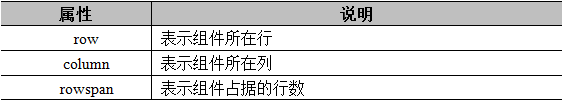 属性 说明
row 表示组件所在行
column 表示组件所在列
rowspan 表示组件占据的行数